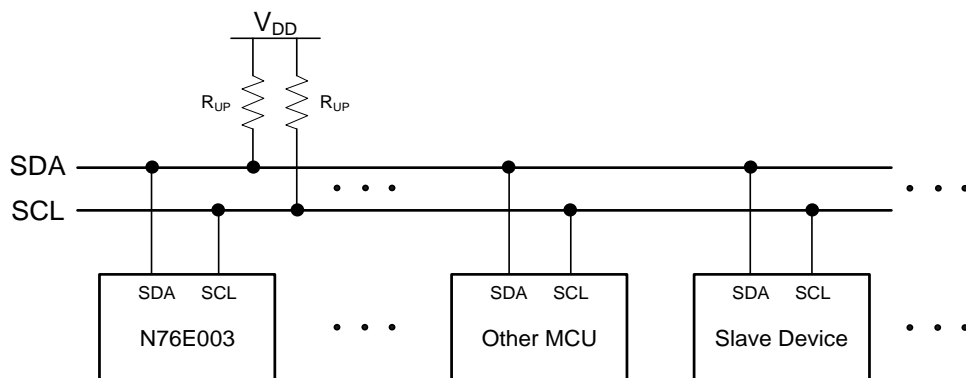 VDD
RUP RUP
SDA
SCL
SDA SCL SDA SCL SDA SCL
N76E003 Other MCU Slave Device